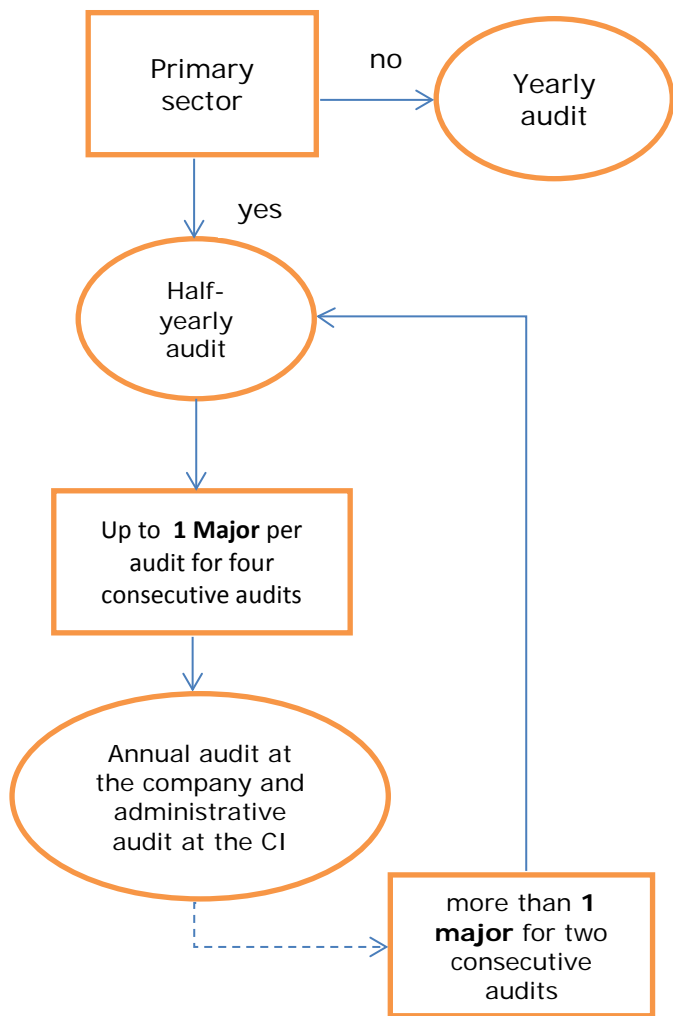 Primary
sector
no
Yearly
audit
yes
Half-
yearly
audit
Up to 1 Major per
audit for four
consecutive audits
Annual audit at
the company and
administrative
audit at the CI
more than 1
major for two
consecutive
audits